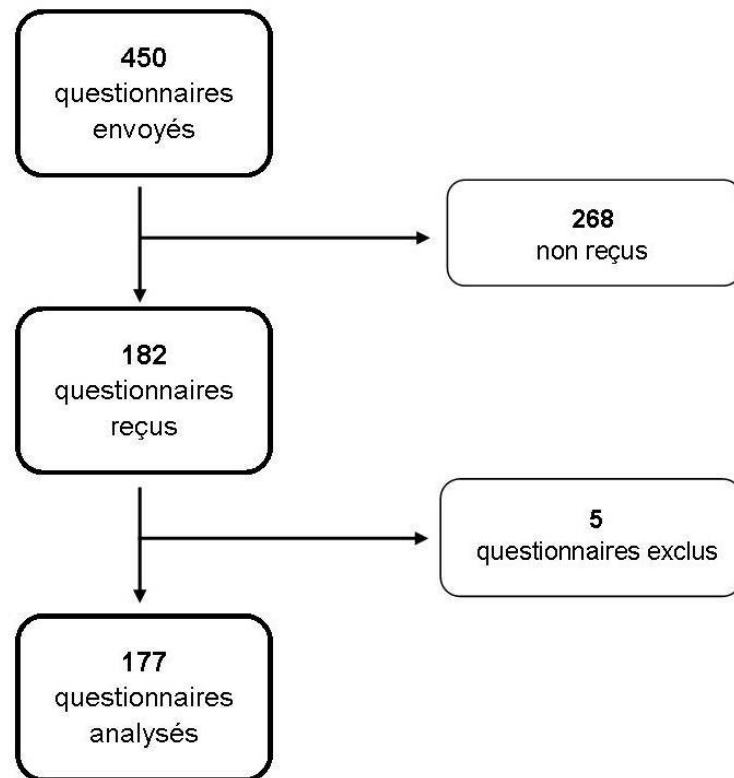 450
questionnaires
envoyés
268
non reçus
182
questionnaires
reçus
5
questionnaires exclus
177
questionnaires
analysés